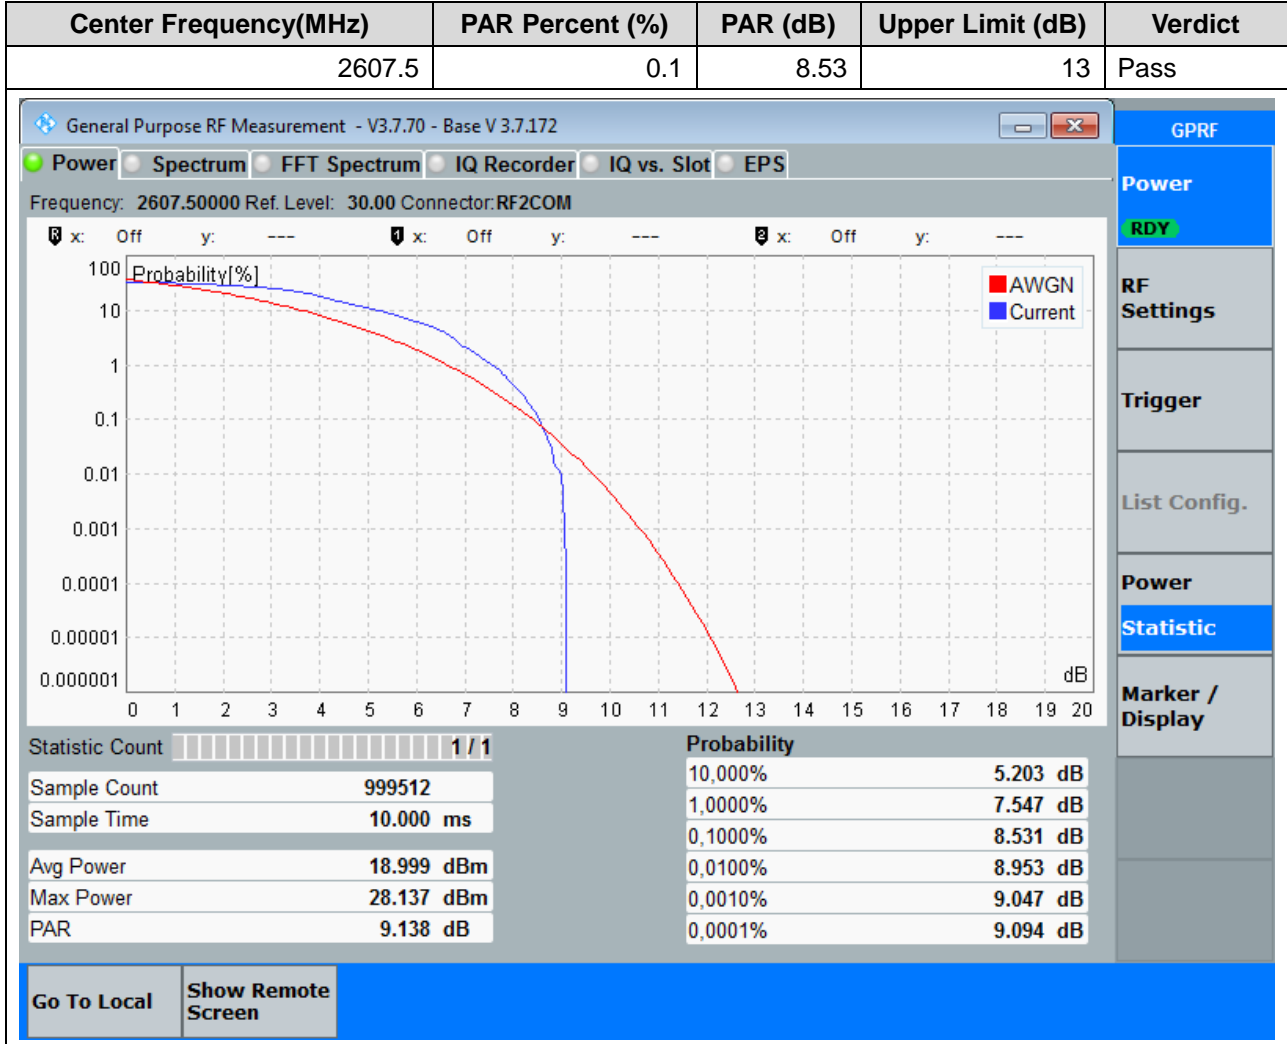 Center Frequency(MHz) PAR Percent (%) PAR (dB) Upper Limit (dB) Verdict
2607.5 0.1 8.53 13 Pass
General Purpose RF Measurement - V3.7.70 - Base V 3.7.172
GPRF
Power Spectrum FFT Spectrum IQ Recorder IQ vs. Slot EPS
Frequency: 2607.50000 Ref. Level: 30.00 Connector:RF2COM
R x: Off y: --- 1 x: Off y: --- 2 x: Off y: ---
Probability[%]
100
10
1
0.1
0.01
0.001
0.0001
0.00001
0.000001
AWGN
Current
dB
0 1 2 3 4 5 6 7 8 9 10 11 12 13 14 15 16 17 18 19 20
Statistic Count 1 / 1
Sample Count 999512
Sample Time 10.000 ms
Avg Power 18.999 dBm
Max Power 28.137 dBm
PAR 9.138 dB
Probability
10,000% 5.203 dB
1,0000% 7.547 dB
0,1000% 8.531 dB
0,0100% 8.953 dB
0,0010% 9.047 dB
0,0001% 9.094 dB
Power
RDY
RF
Settings
Trigger
List Config.
Power
Statistic
Marker /
Display
Go To Local
Show Remote
Screen